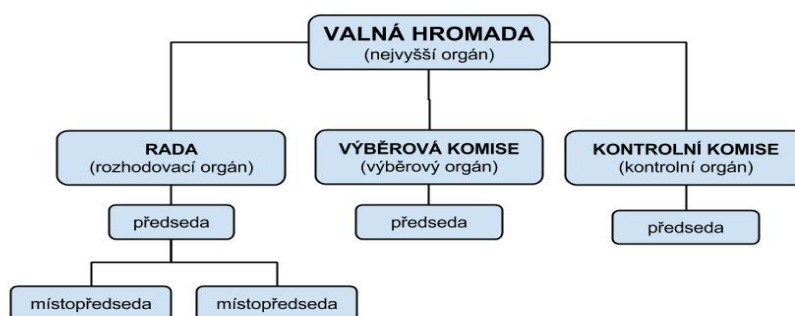 VALNÁ HROMADA
(nejvyšší orgán)
RADA
(rozhodovací orgán)
VÝBĚROVÁ KOMISE
(výběrový orgán)
KONTROLNÍ KOMISE
(kontrolní orgán)
předseda
předseda
předseda
místopředseda
místopředseda